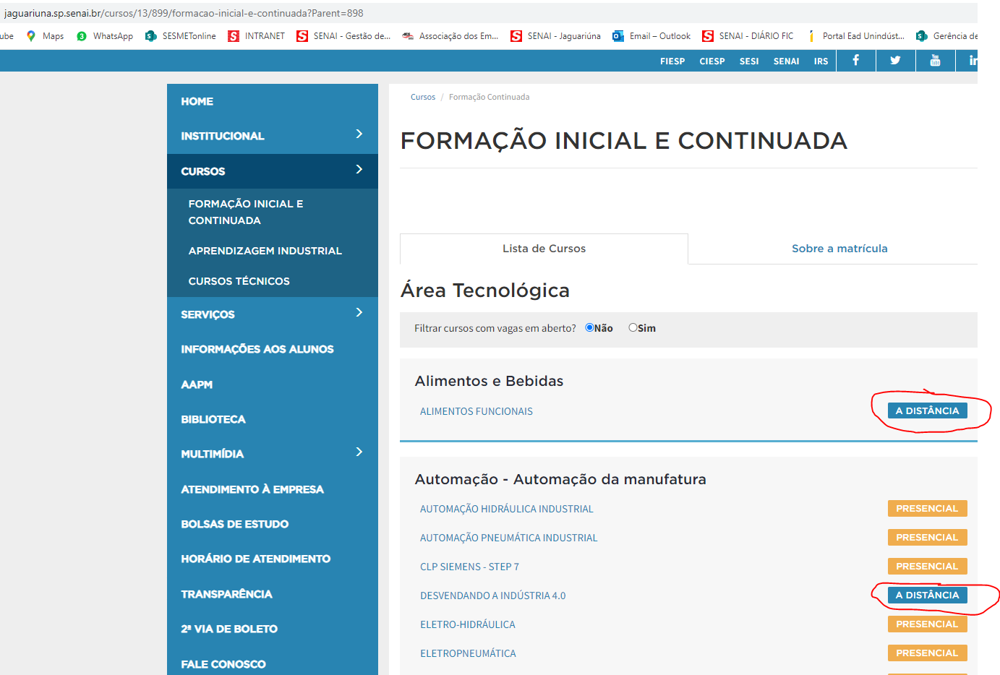 jaguariuna.sp.senai.br/cursos/13/899/formacao-inicial-e-continuada?Parent=898
ube Maps WhatsApp SESMETonline INTRANET SENAI - Gestão de... Associação dos Em... SENAI - Jaguariúna Email – Outlook SENAI - DIÁRIO FIC Portal Ead Unindúst... Gerência de
FIESP CIESP SESI SENAI IRS
HOME
INSTITUCIONAL
CURSOS
FORMAÇÃO INICIAL E
CONTINUADA
APRENDIZAGEM INDUSTRIAL
CURSOS TÉCNICOS
SERVIÇOS
INFORMAÇÕES AOS ALUNOS
AAPM
BIBLIOTECA
MULTIMÍDIA
ATENDIMENTO À EMPRESA
BOLSAS DE ESTUDO
HORÁRIO DE ATENDIMENTO
TRANSPARÊNCIA
2ª VIA DE BOLETO
FALE CONOSCO
Cursos / Formação Continuada
FORMAÇÃO INICIAL E CONTINUADA
Lista de Cursos
Sobre a matrícula
Área Tecnológica
Filtrar cursos com vagas em aberto? Não Sim
Alimentos e Bebidas
ALIMENTOS FUNCIONAIS A DISTÂNCIA
Automação - Automação da manufatura
AUTOMAÇÃO HIDRÁULICA INDUSTRIAL PRESENCIAL
AUTOMAÇÃO PNEUMÁTICA INDUSTRIAL PRESENCIAL
CLP SIEMENS - STEP 7 PRESENCIAL
DESVENDANDO A INDÚSTRIA 4.0 A DISTÂNCIA
ELETRO-HIDRÁULICA PRESENCIAL
ELETROPNEUMÁTICA PRESENCIAL